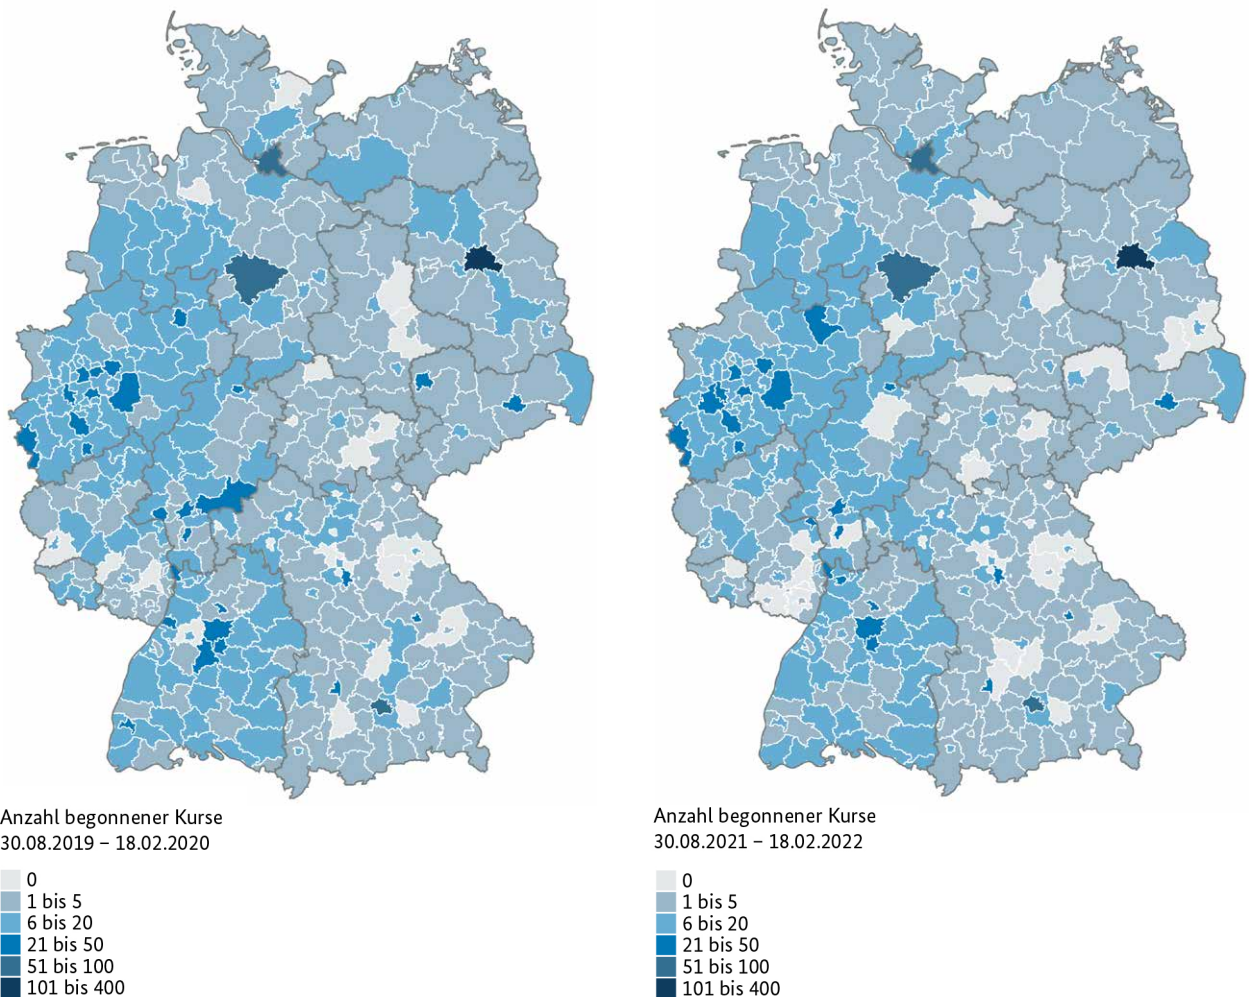 Anzahl begonnener Kurse
30.08.2019 – 18.02.2020
0
1 bis 5
6 bis 20
21 bis 50
51 bis 100
101 bis 400
Anzahl begonnener Kurse
30.08.2021 – 18.02.2022
0
1 bis 5
6 bis 20
21 bis 50
51 bis 100
101 bis 400